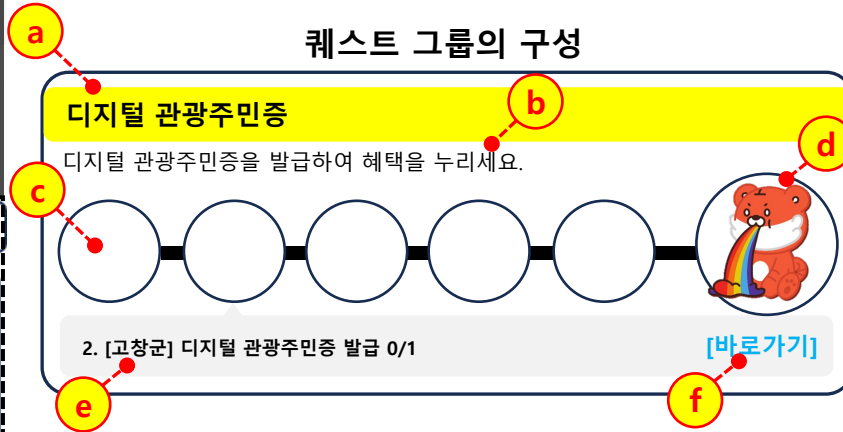 퀘스트 그룹의 구성
a
디지털 관광주민증
b
디지털 관광주민증을 발급하여 혜택을 누리세요.
d
c
2. [고창군] 디지털 관광주민증 발급 0/1
[바로가기]
e
f